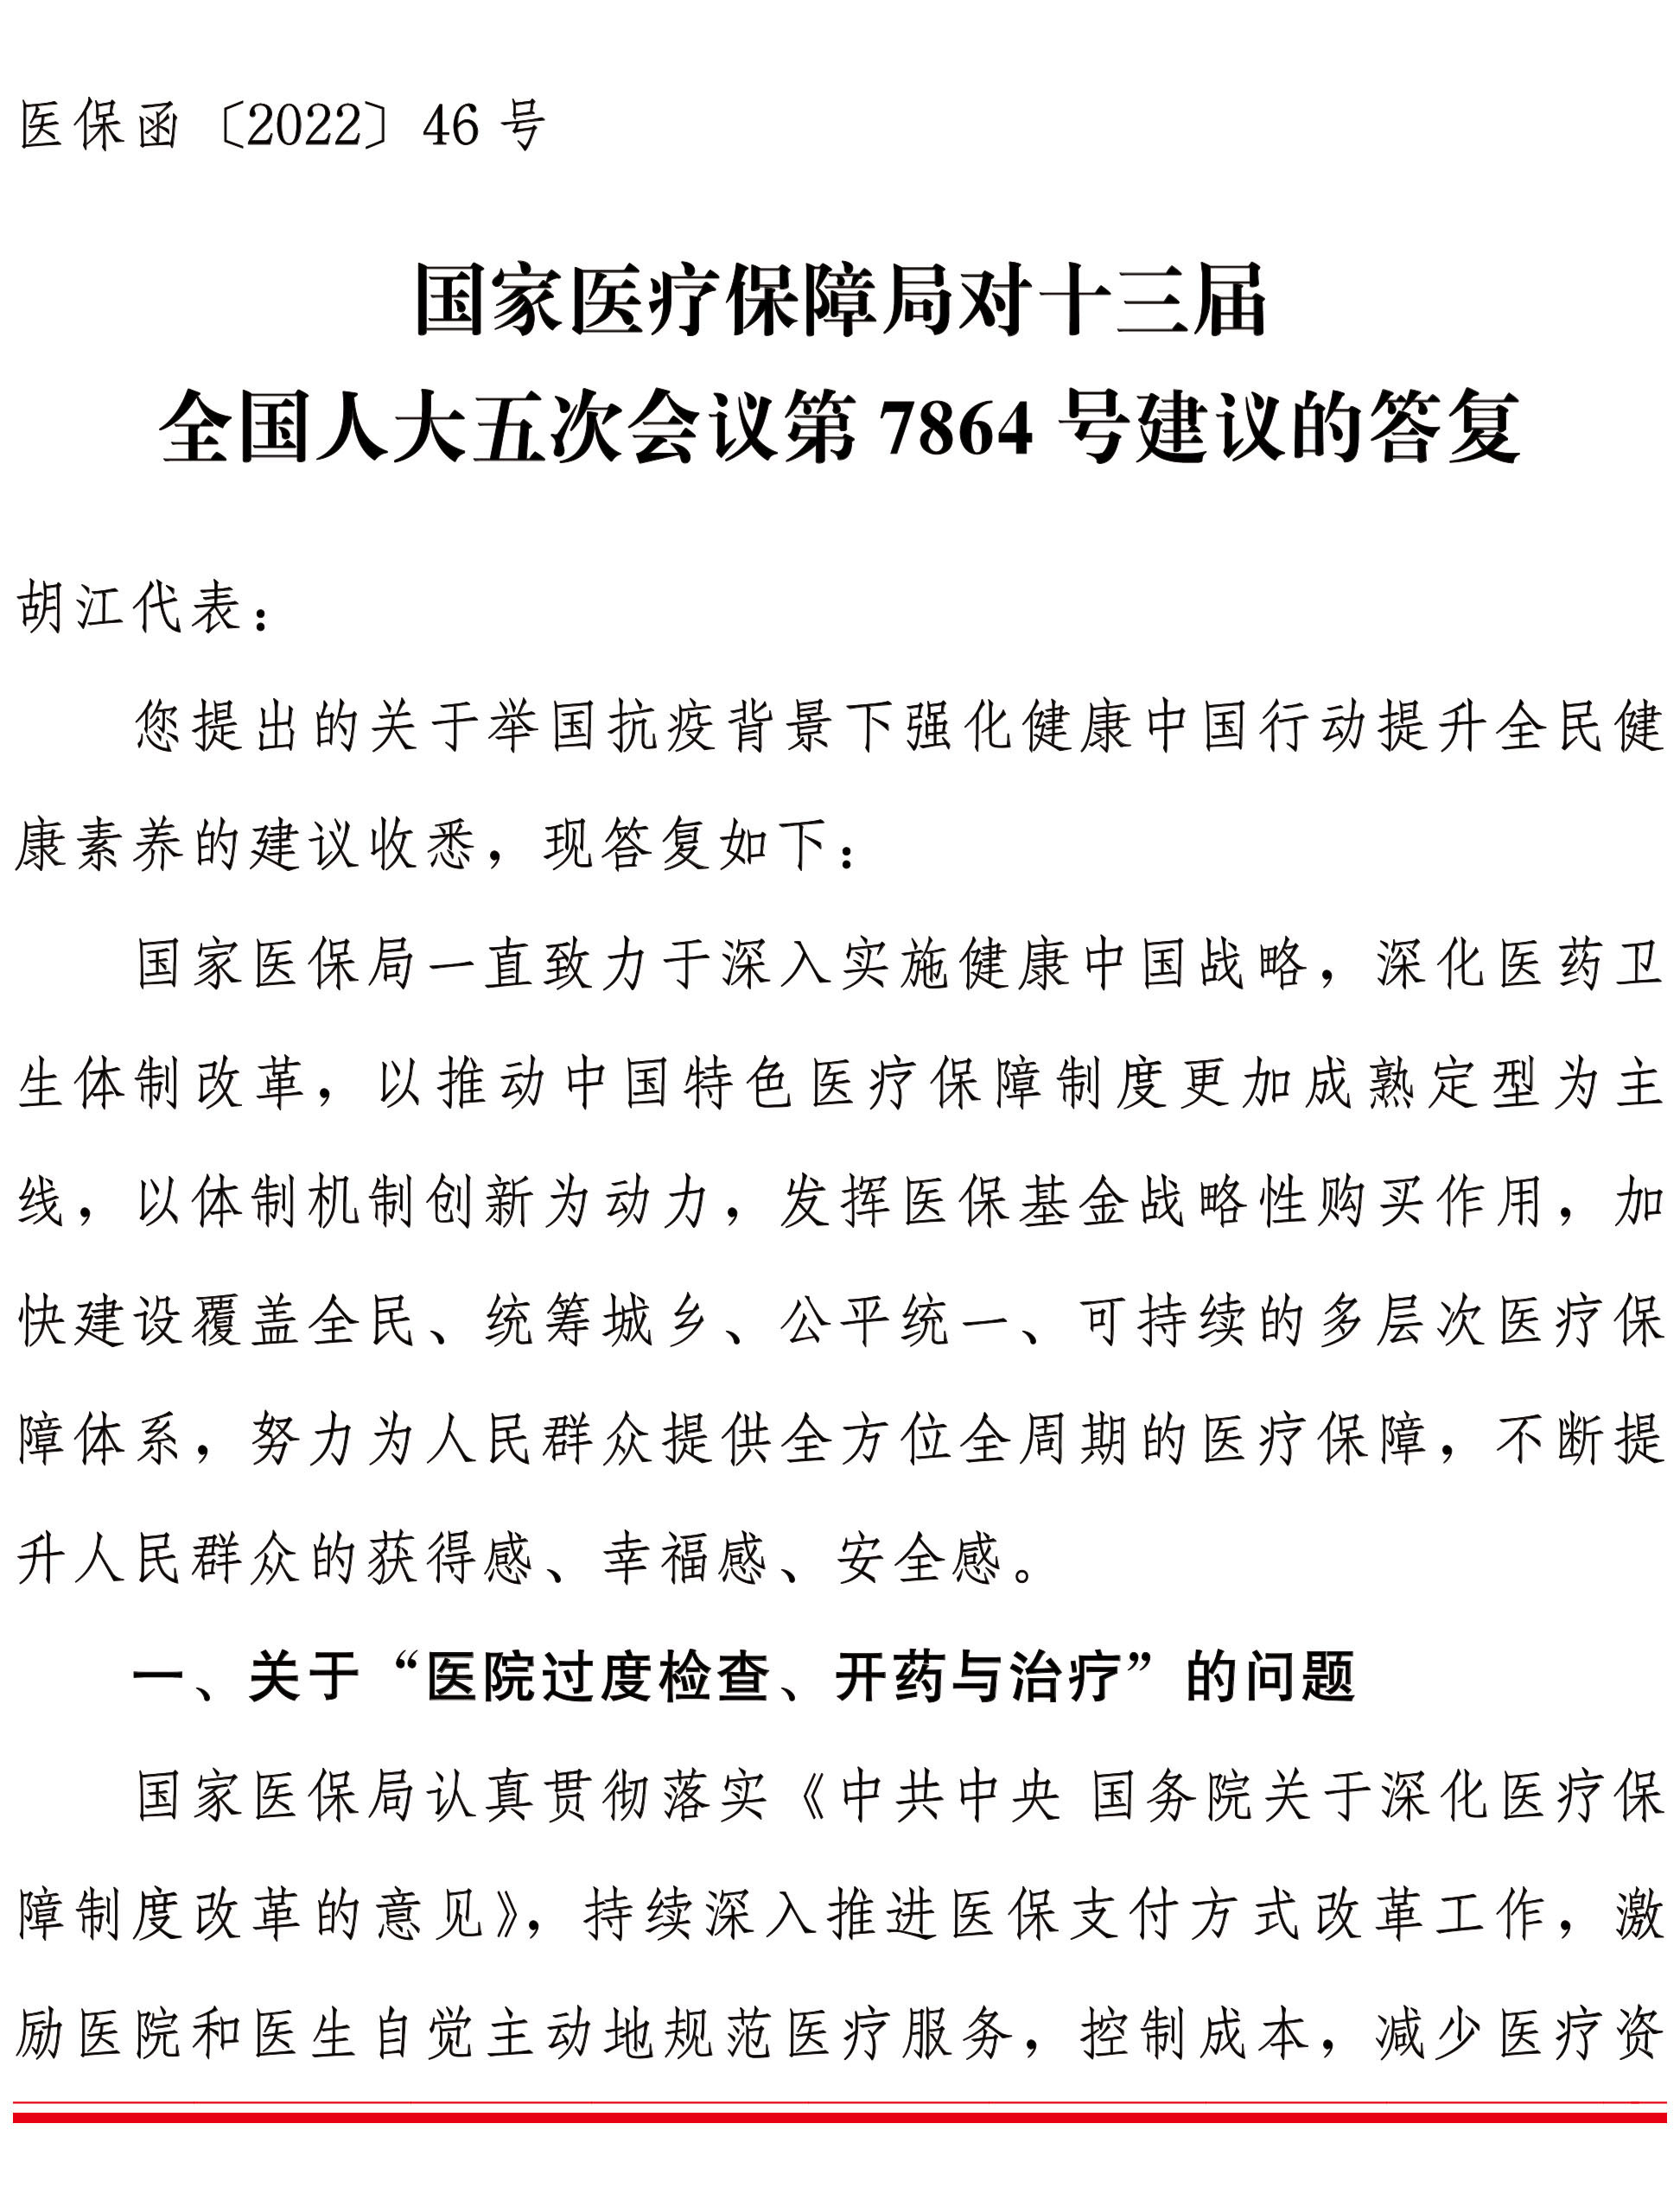 医保函〔2022〕46 号
国家医疗保障局对十三届
全国人大五次会议第 7864 号建议的答复
胡江代表：
您提出的关于举国抗疫背景下强化健康中国行动提升全民健
康素养的建议收悉，现答复如下：
国家医保局一直致力于深入实施健康中国战略，深化医药卫
生体制改革，以推动中国特色医疗保障制度更加成熟定型为主
线，以体制机制创新为动力，发挥医保基金战略性购买作用，加
快建设覆盖全民、统筹城乡、公平统一、可持续的多层次医疗保
障体系，努力为人民群众提供全方位全周期的医疗保障，不断提
升人民群众的获得感、幸福感、安全感。
一、关于“医院过度检查、开药与治疗”的问题
国家医保局认真贯彻落实《中共中央 国务院关于深化医疗保
障制度改革的意见》，持续深入推进医保支付方式改革工作，激
励医院和医生自觉主动地规范医疗服务，控制成本，减少医疗资